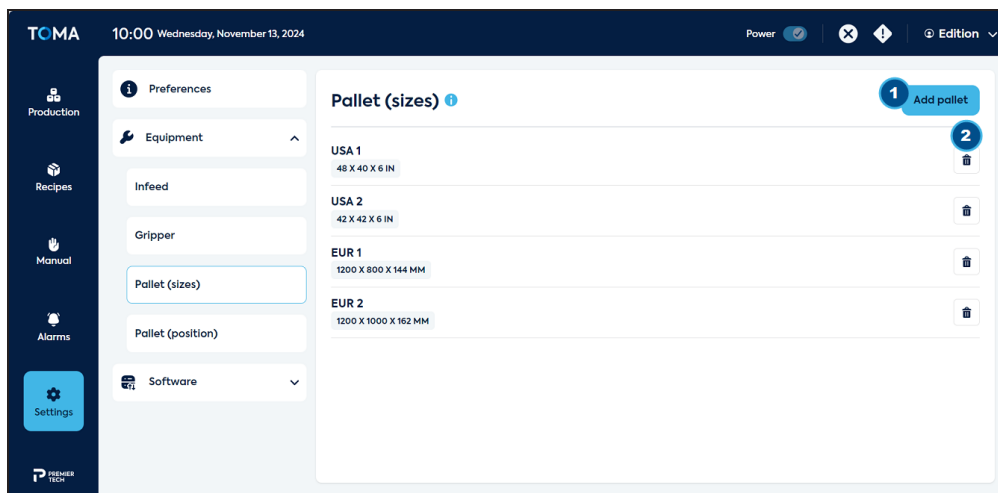 TOMA
10:00 Wednesday, November 13, 2024
Power
Edition
Production
Recipes
Manual
Alarms
Settings
PREMIER
TECH
Preferences
Equipment
Infeed
Gripper
Pallet (sizes)
Pallet (position)
Software
Pallet (sizes)
1
Add pallet
2
USA 1
48 X 40 X 6 IN
USA 2
42 X 42 X 6 IN
EUR 1
1200 X 800 X 144 MM
EUR 2
1200 X 1000 X 162 MM